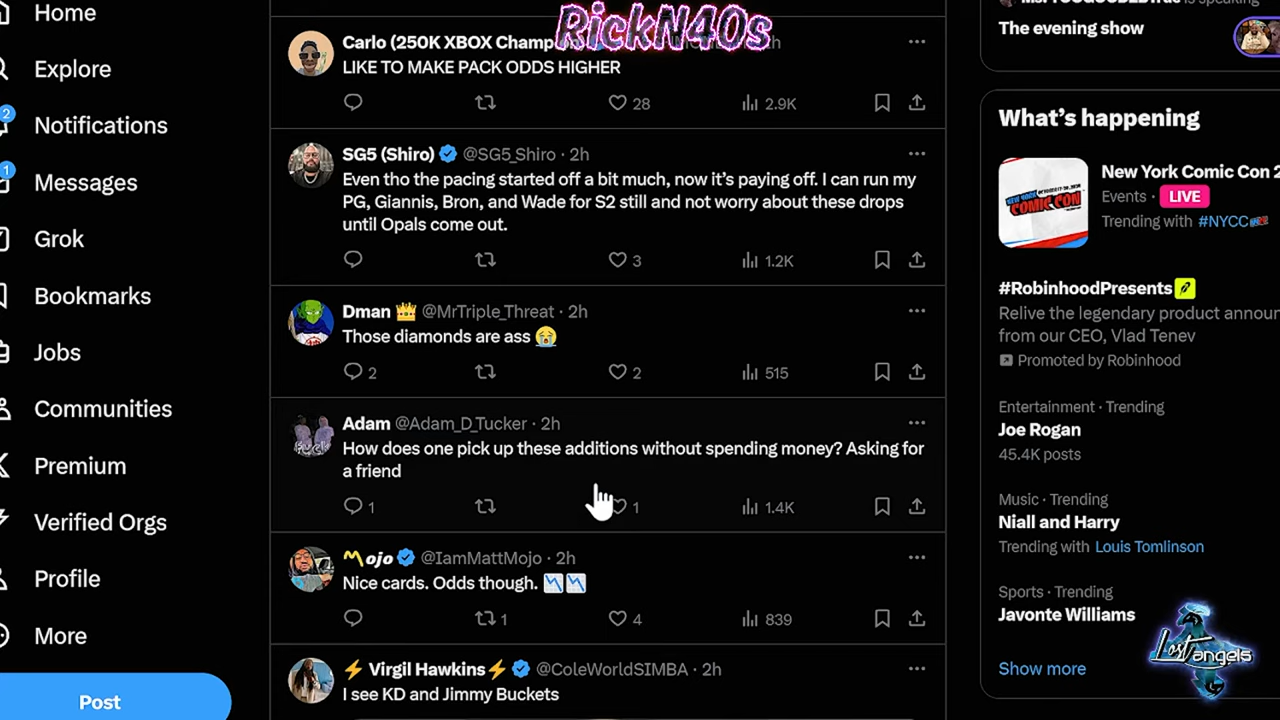 Home
Explore
2
Notifications
1
Messages
Grok
Bookmarks
Jobs
Communities
Premium
Verified Orgs
Profile
More
Post
RickN40s
Carlo (250K XBOX Champ
LIKE TO MAKE PACK ODDS HIGHER
28 2.9K
SG5 (Shiro) @SG5_Shiro · 2h
Even tho the pacing started off a bit much, now it's paying off. I can run my
PG, Giannis, Bron, and Wade for S2 still and not worry about these drops
until Opals come out.
3 1.2K
Dman 👑 @MrTriple_Threat · 2h
Those diamonds are ass 😭
2 2 515
Adam @Adam_D_Tucker · 2h
How does one pick up these additions without spending money? Asking for
a friend
1 1 1.4K
ojo @IamMattMojo · 2h
Nice cards. Odds though. 📉📉
1 4 839
⚡ Virgil Hawkins⚡ @ColeWorldSIMBA · 2h
I see KD and Jimmy Buckets
is speaking
The evening show
What's happening
NEW YORK COMIC CON
New York Comic Con 2
Events · LIVE
Trending with #NYCC
#RobinhoodPresents
Relive the legendary product announ
from our CEO, Vlad Tenev
Promoted by Robinhood
Entertainment · Trending
Joe Rogan
45.4K posts
Music · Trending
Niall and Harry
Trending with Louis Tomlinson
Sports · Trending
Javonte Williams
Show more
Lost angels